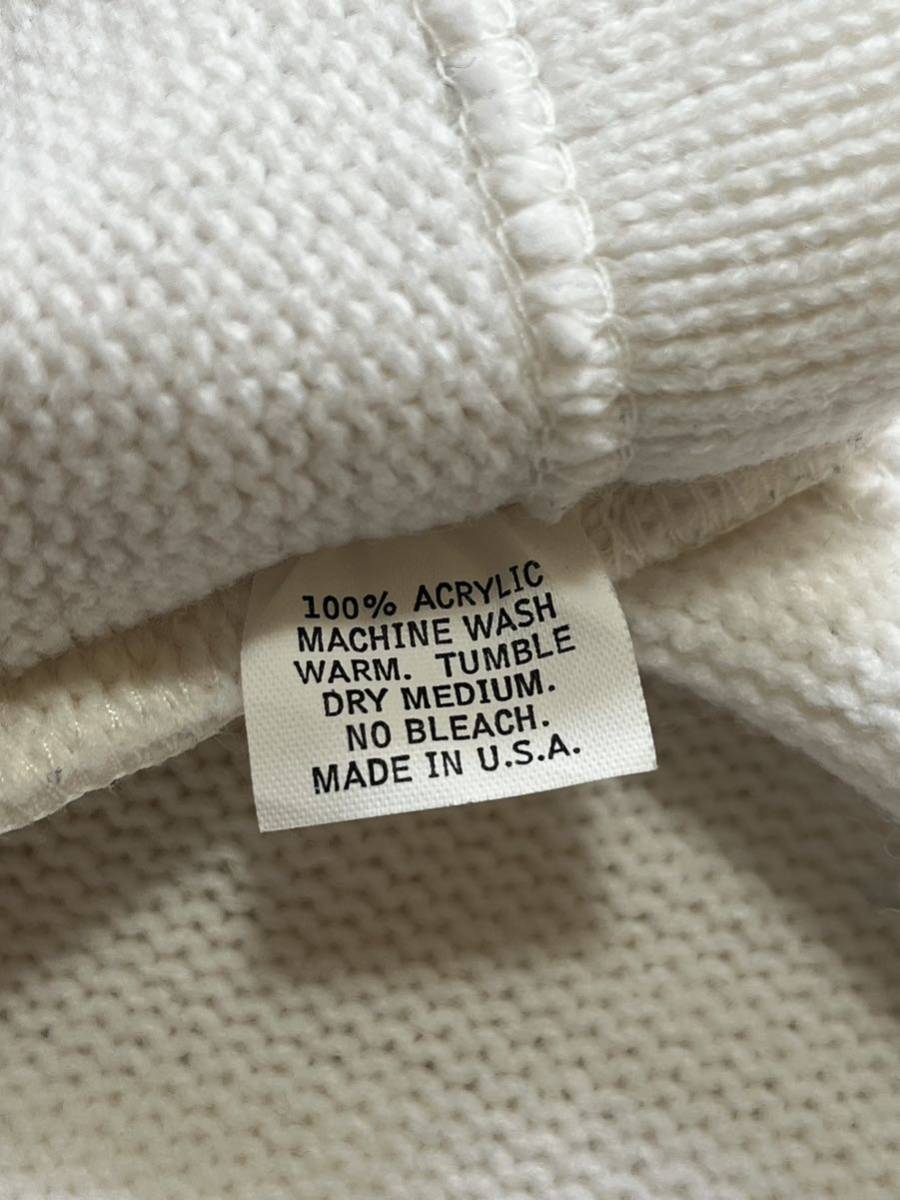 100% ACRYLIC
MACHINE WASH
WARM. TUMBLE
DRY MEDIUM.
NO BLEACH.
MADE IN U.S.A.